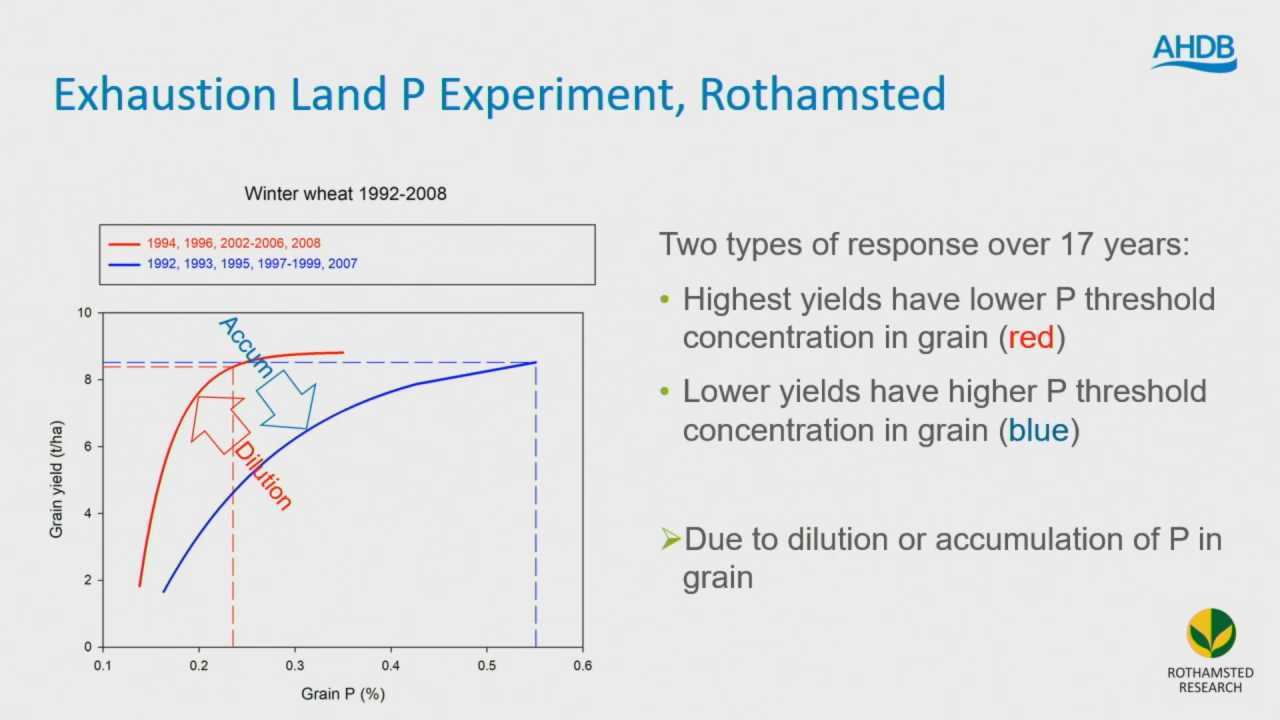 AHDB
Exhaustion Land P Experiment, Rothamsted
Winter wheat 1992-2008
1994, 1996, 2002-2006, 2008
1992, 1993, 1995, 1997-1999, 2007
Grain yield (t/ha)
10
8
6
4
2
0
Accum
Dilution
0.1 0.2 0.3 0.4 0.5 0.6
Grain P (%)
Two types of response over 17 years:
• Highest yields have lower P threshold
concentration in grain (red)
• Lower yields have higher P threshold
concentration in grain (blue)
➢Due to dilution or accumulation of P in
grain
ROTHAMSTED
RESEARCH